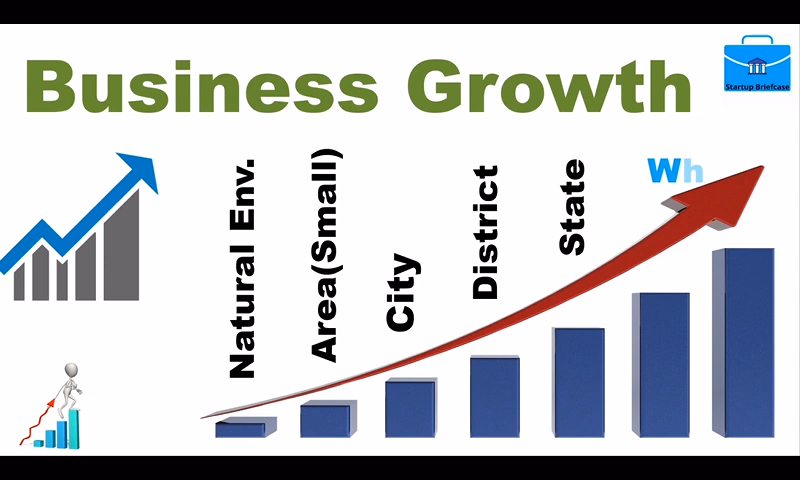 Business Growth
Startup Briefcase
Natural Env.
Area(Small)
City
District
State
Wh